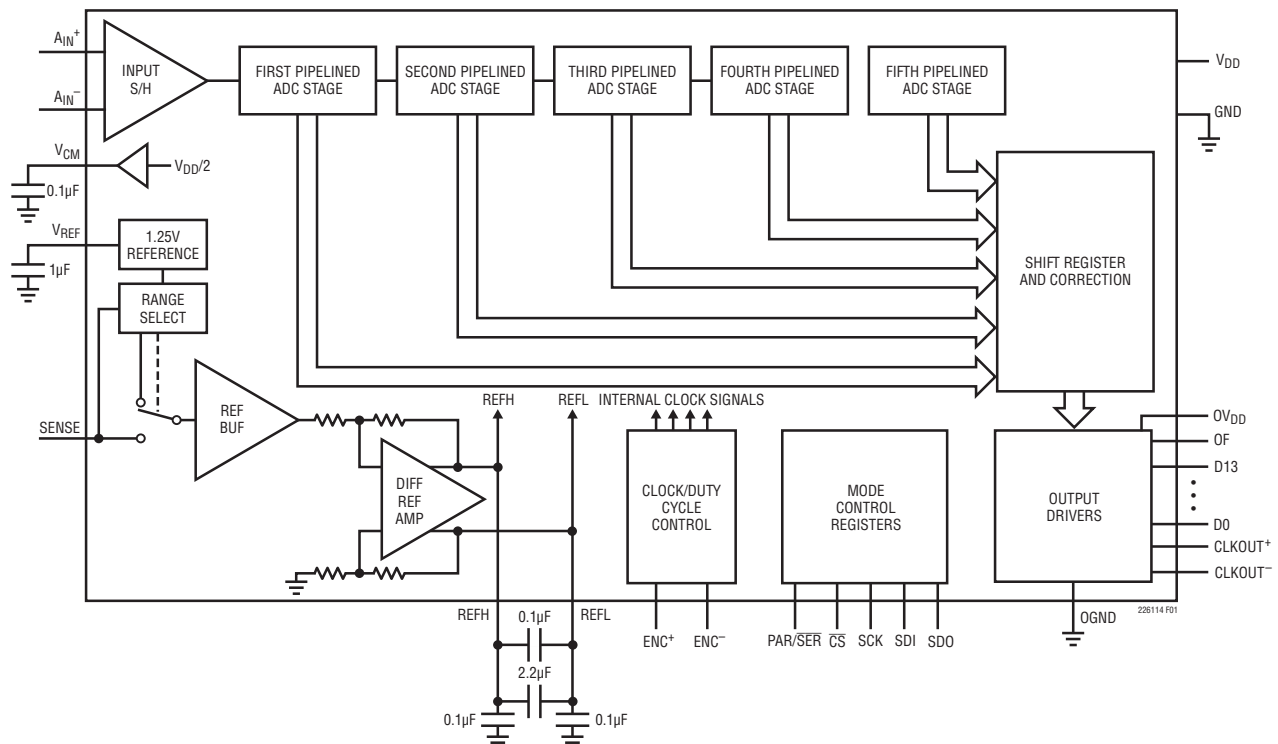 AIN+
AIN–
INPUT
S/H
FIRST PIPELINED
ADC STAGE
SECOND PIPELINED
ADC STAGE
THIRD PIPELINED
ADC STAGE
FOURTH PIPELINED
ADC STAGE
FIFTH PIPELINED
ADC STAGE
VDD
GND
VCM
VDD/2
0.1µF
VREF
1µF
1.25V
REFERENCE
RANGE
SELECT
SHIFT REGISTER
AND CORRECTION
SENSE
REF
BUF
REFH
REFL
INTERNAL CLOCK SIGNALS
DIFF
REF
AMP
CLOCK/DUTY
CYCLE
CONTROL
MODE
CONTROL
REGISTERS
OUTPUT
DRIVERS
OVDD
OF
D13
•
•
•
D0
CLKOUT+
CLKOUT–
226114 F01
OGND
REFH
0.1µF
REFL
2.2µF
0.1µF
0.1µF
ENC+
ENC–
PAR/S̅E̅R̅
C̅S̅
SCK
SDI
SDO